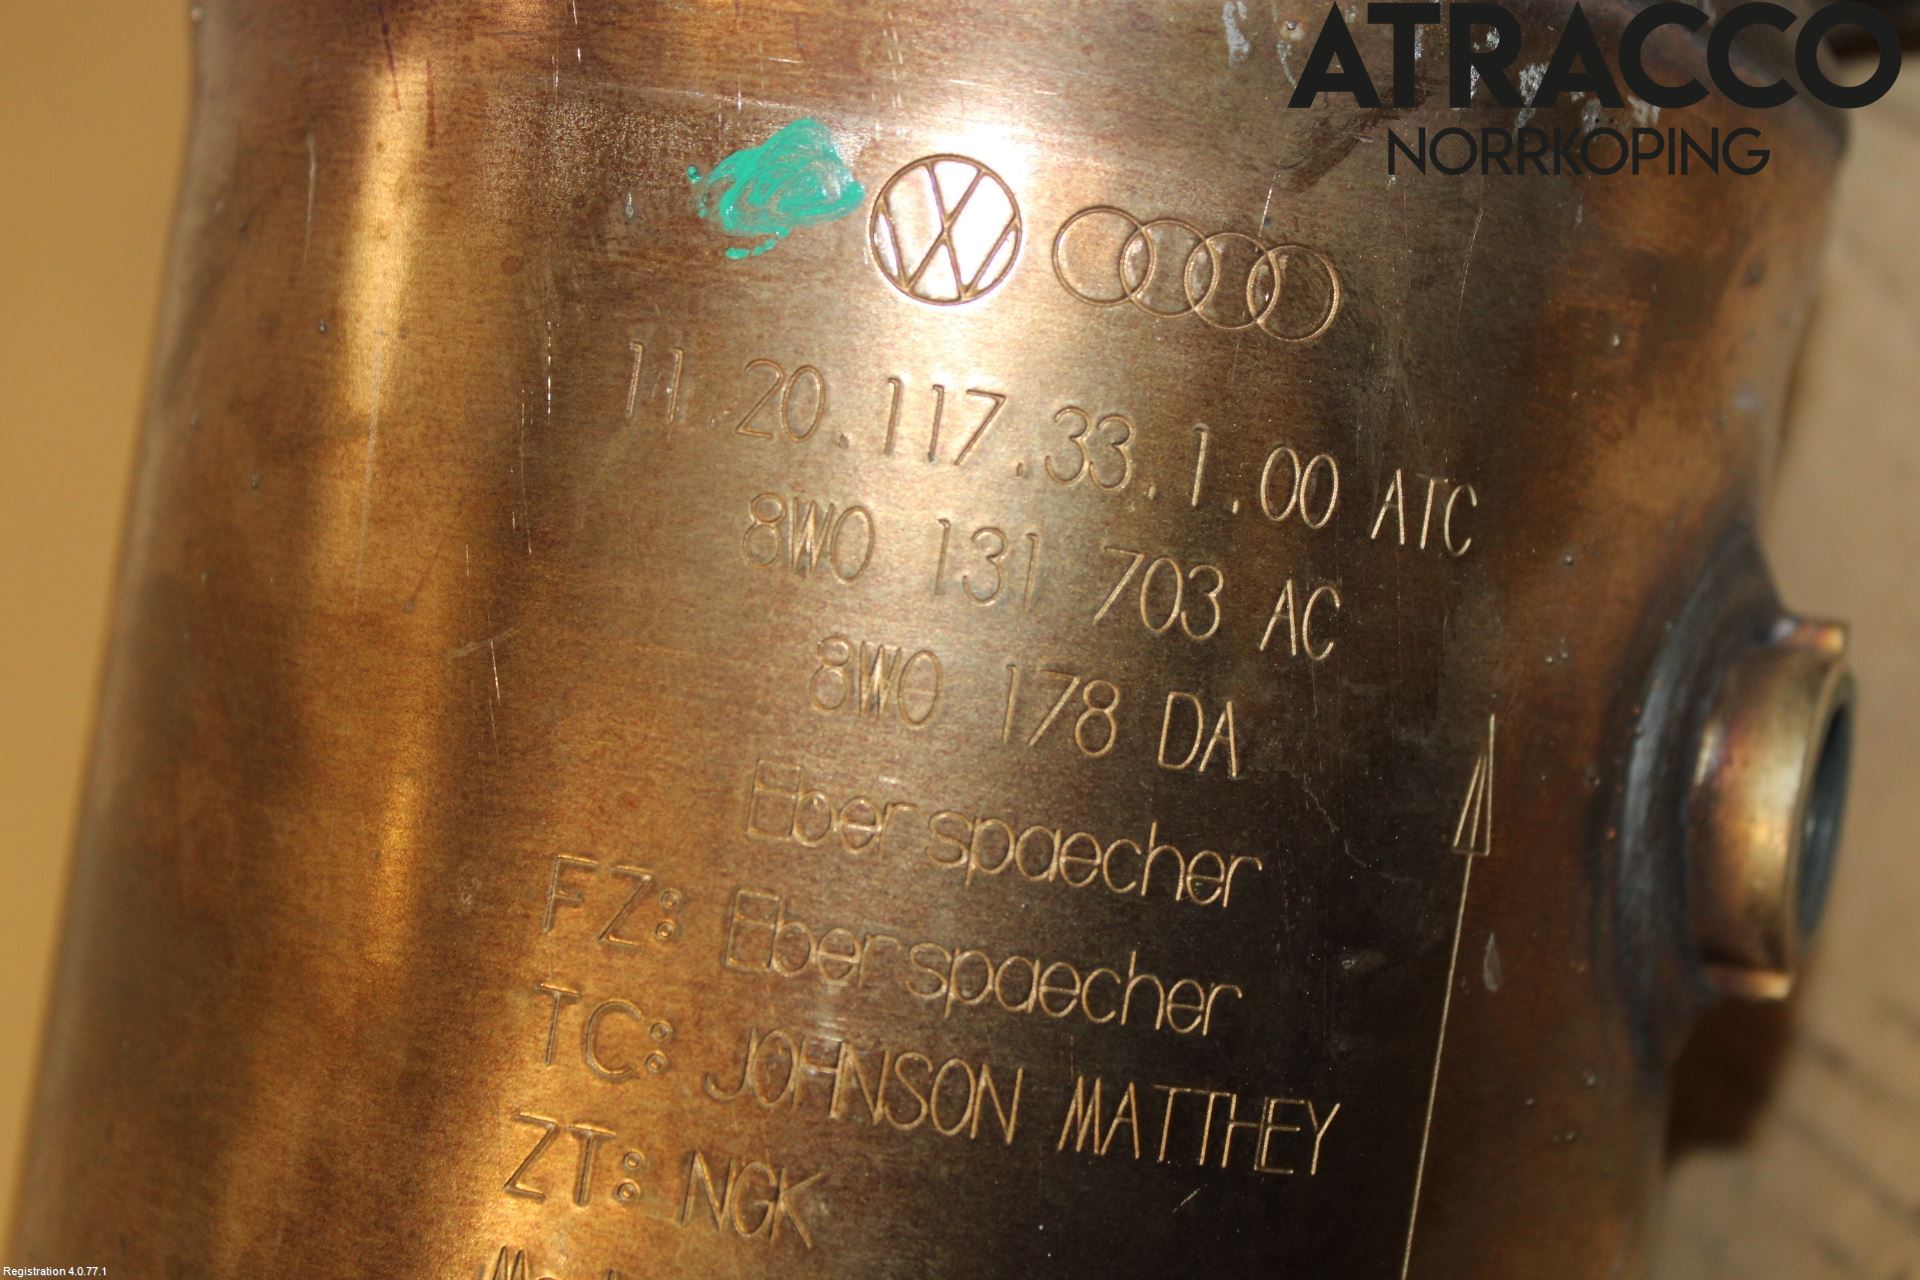 ATRACCO
NORRKÖPING
11.20.117.33.1.00 ATC
8W0 131 703 AC
8W0 178 DA
Eberspaecher
FZ: Eberspaecher
TC: JOHNSON MATTHEY
ZT: NGK
Registration 4.0.77.1